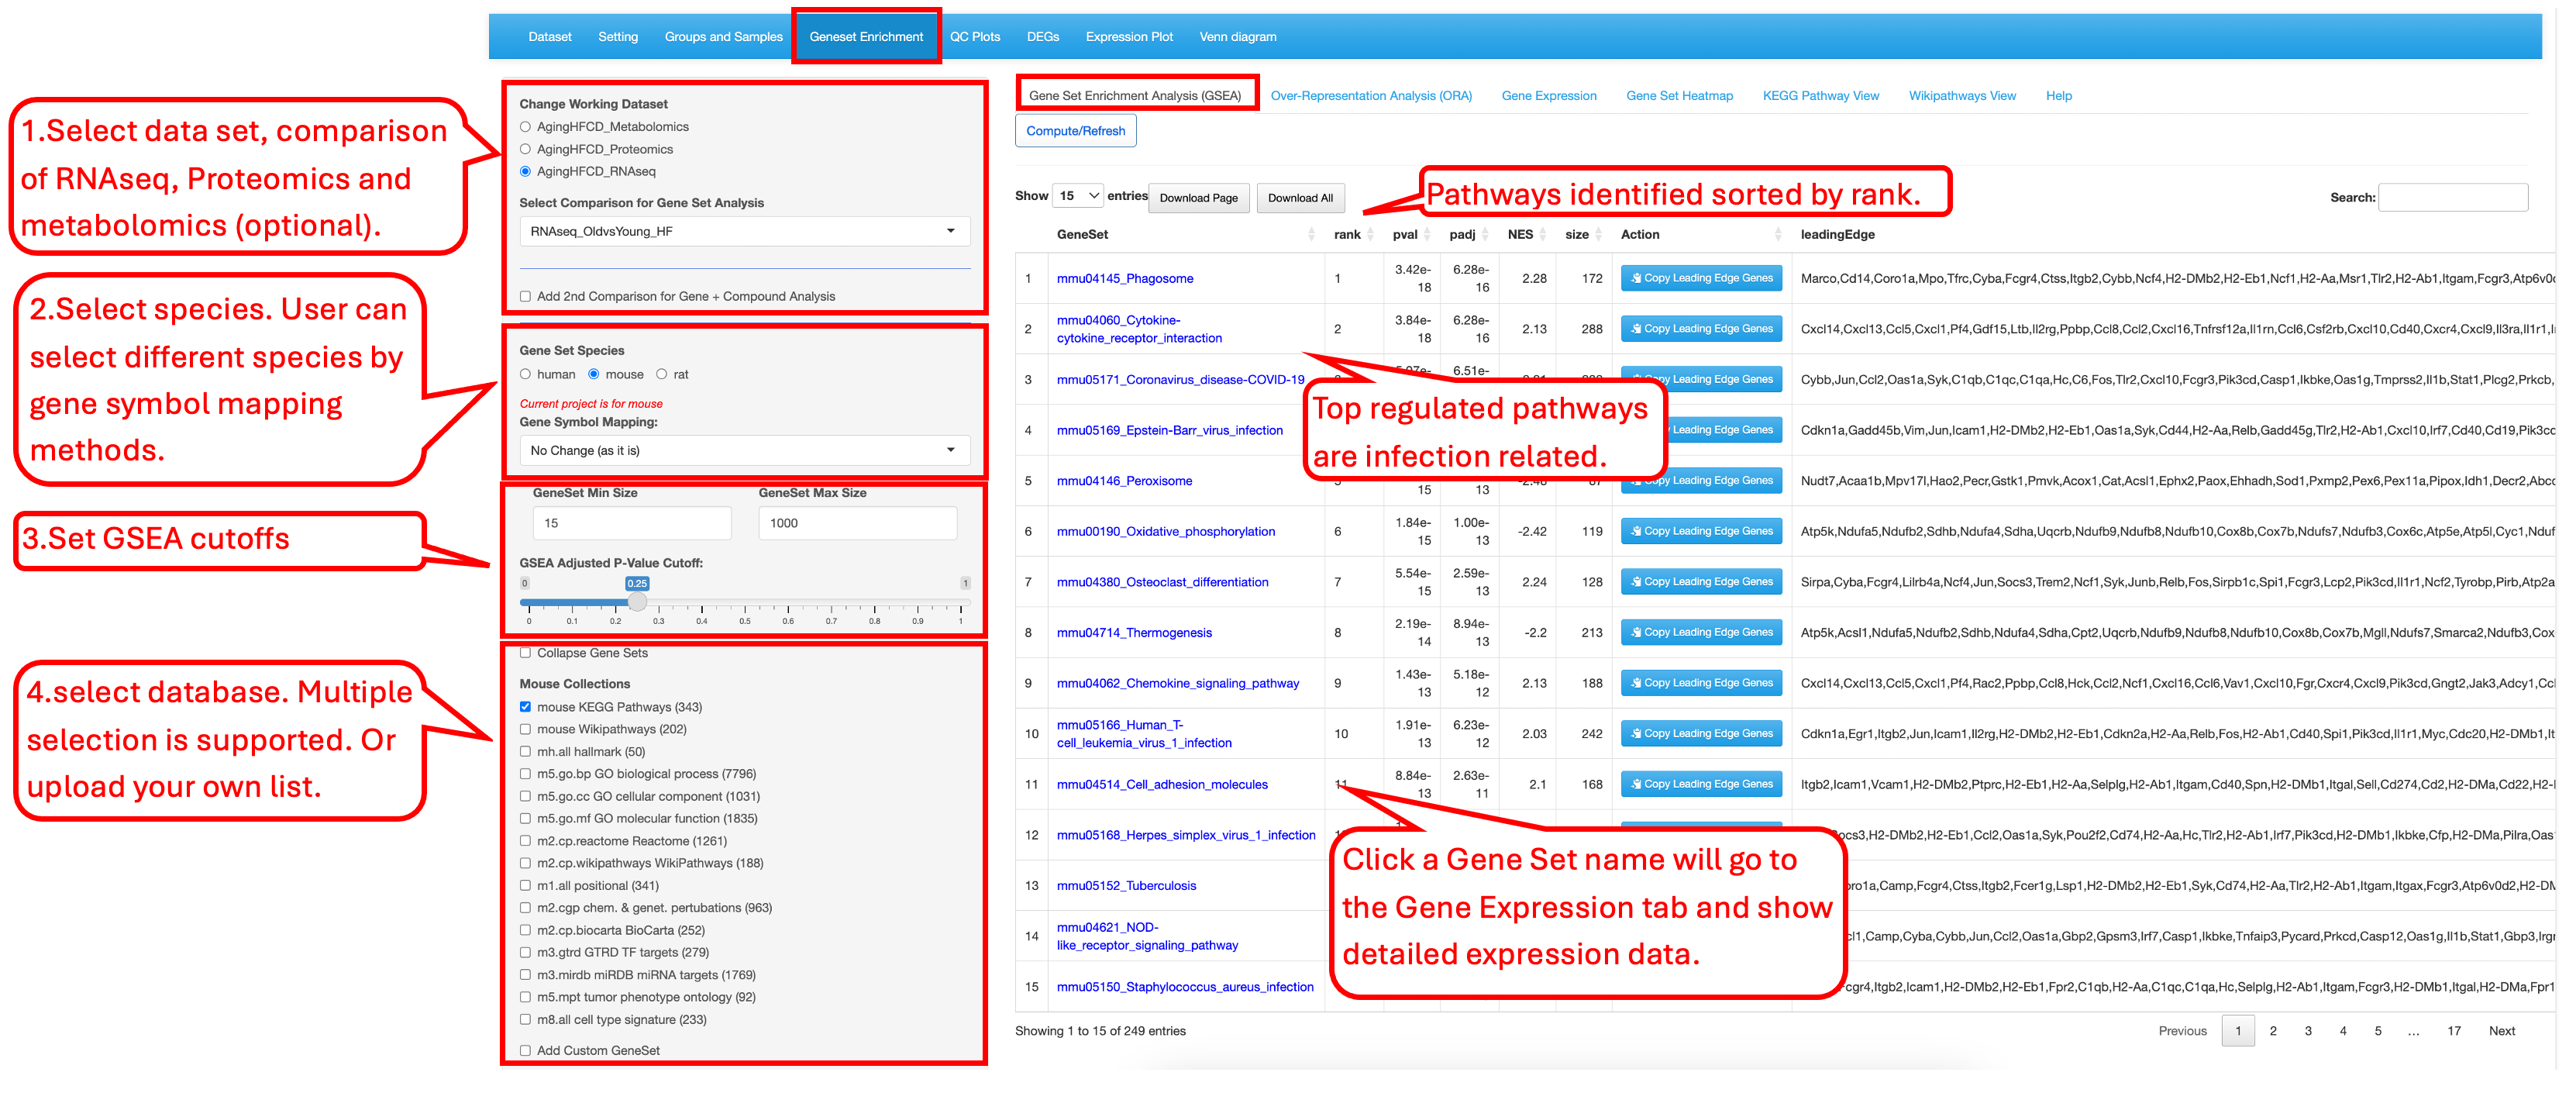 Dataset Setting Groups and Samples Geneset Enrichment QC Plots DEGs Expression Plot Venn diagram
1.Select data set, comparison
of RNAseq, Proteomics and
metabolomics (optional).
2.Select species. User can
select different species by
gene symbol mapping
methods.
3.Set GSEA cutoffs
4.select database. Multiple
selection is supported. Or
upload your own list.
Change Working Dataset
AgingHFCD_Metabolomics
AgingHFCD_Proteomics
AgingHFCD_RNAseq
Select Comparison for Gene Set Analysis
RNAseq_OldvsYoung_HF
Add 2nd Comparison for Gene + Compound Analysis
Gene Set Species
human mouse rat
Current project is for mouse
Gene Symbol Mapping:
No Change (as it is)
GeneSet Min Size GeneSet Max Size
15 1000
GSEA Adjusted P-Value Cutoff:
0 0.25 1
0 0.1 0.2 0.3 0.4 0.5 0.6 0.7 0.8 0.9 1
Collapse Gene Sets
Mouse Collections
mouse KEGG Pathways (343)
mouse Wikipathways (202)
mh.all hallmark (50)
m5.go.bp GO biological process (7796)
m5.go.cc GO cellular component (1031)
m5.go.mf GO molecular function (1835)
m2.cp.reactome Reactome (1261)
m2.cp.wikipathways WikiPathways (188)
m1.all positional (341)
m2.cgp chem. & genet. pertubations (963)
m2.cp.biocarta BioCarta (252)
m3.gtrd GTRD TF targets (279)
m3.mirdb miRDB miRNA targets (1769)
m5.mpt tumor phenotype ontology (92)
m8.all cell type signature (233)
Add Custom GeneSet
Gene Set Enrichment Analysis (GSEA) Over-Representation Analysis (ORA) Gene Expression Gene Set Heatmap KEGG Pathway View Wikipathways View Help
Compute/Refresh
Show 15 entries Download Page Download All
Pathways identified sorted by rank.
Search:
GeneSet rank pval padj NES size Action leadingEdge
1 mmu04145_Phagosome 1 3.42e-18 6.28e-16 2.28 172 Copy Leading Edge Genes Marco,Cd14,Coro1a,Mpo,Tfrc,Cyba,Fcgr4,Ctss,Itgb2,Cybb,Ncf4,H2-DMb2,H2-Eb1,Ncf1,H2-Aa,Msr1,Tlr2,H2-Ab1,Itgam,Fcgr3,Atp6v0
2 mmu04060_Cytokine-cytokine_receptor_interaction 2 3.84e-18 6.28e-16 2.13 288 Copy Leading Edge Genes Cxcl14,Cxcl13,Ccl5,Cxcl1,Pf4,Gdf15,Ltb,Il2rg,Ppbp,Ccl8,Ccl2,Cxcl16,Tnfrsf12a,Il1rn,Ccl6,Csf2rb,Cxcl10,Cd40,Cxcr4,Cxcl9,Il3ra,Il1r1,
3 mmu05171_Coronavirus_disease-COVID-19 6.51e- Copy Leading Edge Genes Cybb,Jun,Ccl2,Oas1a,Syk,C1qb,C1qc,C1qa,Hc,C6,Fos,Tlr2,Cxcl10,Fcgr3,Pik3cd,Casp1,Ikbke,Oas1g,Tmprss2,Il1b,Stat1,Plcg2,Prkcb,
4 mmu05169_Epstein-Barr_virus_infection Leading Edge Genes Cdkn1a,Gadd45b,Vim,Jun,Icam1,H2-DMb2,H2-Eb1,Oas1a,Syk,Cd44,H2-Aa,Relb,Gadd45g,Tlr2,H2-Ab1,Cxcl10,Irf7,Cd40,Cd19,Pik3cd
Top regulated pathways
are infection related.
5 mmu04146_Peroxisome 15 13 Copy Leading Edge Genes Nudt7,Acaa1b,Mpv17l,Hao2,Pecr,Gstk1,Pmvk,Acox1,Cat,Acsl1,Ephx2,Paox,Ehhadh,Sod1,Pxmp2,Pex6,Pex11a,Pipox,Idh1,Decr2,
6 mmu00190_Oxidative_phosphorylation 6 1.84e-15 1.00e-13 -2.42 119 Copy Leading Edge Genes Atp5k,Ndufa5,Ndufb2,Sdhb,Ndufa4,Sdha,Uqcrb,Ndufb9,Ndufb8,Ndufb10,Cox8b,Cox7b,Ndufs7,Ndufb3,Cox6c,Atp5e,Atp5l,Cyc1,Nduf
7 mmu04380_Osteoclast_differentiation 7 5.54e-15 2.59e-13 2.24 128 Copy Leading Edge Genes Sirpa,Cyba,Fcgr4,Lilrb4a,Ncf4,Jun,Socs3,Trem2,Ncf1,Syk,Junb,Relb,Fos,Sirpb1c,Spi1,Fcgr3,Lcp2,Pik3cd,Il1r1,Ncf2,Tyrobp,Pirb,Atp2a
8 mmu04714_Thermogenesis 8 2.19e-14 8.94e-13 -2.2 213 Copy Leading Edge Genes Atp5k,Acsl1,Ndufa5,Ndufb2,Sdhb,Ndufa4,Sdha,Cpt2,Uqcrb,Ndufb9,Ndufb8,Ndufb10,Cox8b,Cox7b,Mgll,Ndufs7,Smarca2,Ndufb3,Cox
9 mmu04062_Chemokine_signaling_pathway 9 1.43e-13 5.18e-12 2.13 188 Copy Leading Edge Genes Cxcl14,Cxcl13,Ccl5,Cxcl1,Pf4,Rac2,Ppbp,Ccl8,Hck,Ccl2,Ncf1,Cxcl16,Ccl6,Vav1,Cxcl10,Fgr,Cxcr4,Cxcl9,Pik3cd,Gngt2,Jak3,Adcy1,Ccl
10 mmu05166_Human_T-cell_leukemia_virus_1_infection 10 1.91e-13 6.23e-12 2.03 242 Copy Leading Edge Genes Cdkn1a,Egr1,Itgb2,Jun,Icam1,Il2rg,H2-DMb2,H2-Eb1,Cdkn2a,H2-Aa,Relb,Fos,H2-Ab1,Cd40,Spi1,Pik3cd,Il1r1,Myc,Cdc20,H2-DMb1,It
11 mmu04514_Cell_adhesion_molecules 11 8.84e-13 2.63e-11 2.1 168 Copy Leading Edge Genes Itgb2,Icam1,Vcam1,H2-DMb2,Ptprc,H2-Eb1,H2-Aa,Selplg,H2-Ab1,Itgam,Cd40,Spn,H2-DMb1,Itgal,Sell,Cd274,Cd2,H2-DMa,Cd22,H2-
12 mmu05168_Herpes_simplex_virus_1_infection ocs3,H2-DMb2,H2-Eb1,Ccl2,Oas1a,Syk,Pou2f2,Cd74,H2-Aa,Hc,Tlr2,H2-Ab1,Irf7,Pik3cd,H2-DMb1,Ikbke,Cfp,H2-DMa,Pilra,Oas
Click a Gene Set name will go to
the Gene Expression tab and show
detailed expression data.
13 mmu05152_Tuberculosis oro1a,Camp,Fcgr4,Ctss,Itgb2,Fcer1g,Lsp1,H2-DMb2,H2-Eb1,Syk,Cd74,H2-Aa,Tlr2,H2-Ab1,Itgam,Itgax,Fcgr3,Atp6v0d2,H2-DM
14 mmu04621_NOD-like_receptor_signaling_pathway cl1,Camp,Cyba,Cybb,Jun,Ccl2,Oas1a,Gbp2,Gpsm3,Irf7,Casp1,Ikbke,Tnfaip3,Pycard,Prkcd,Casp12,Oas1g,Il1b,Stat1,Gbp3,
15 mmu05150_Staphylococcus_aureus_infection cgr4,Itgb2,Icam1,H2-DMb2,H2-Eb1,Fpr2,C1qb,H2-Aa,C1qc,C1qa,Hc,Selplg,H2-Ab1,Itgam,Fcgr3,H2-DMb1,Itgal,H2-DMa,Fpr1
Showing 1 to 15 of 249 entries
Previous 1 2 3 4 5 … 17 Next